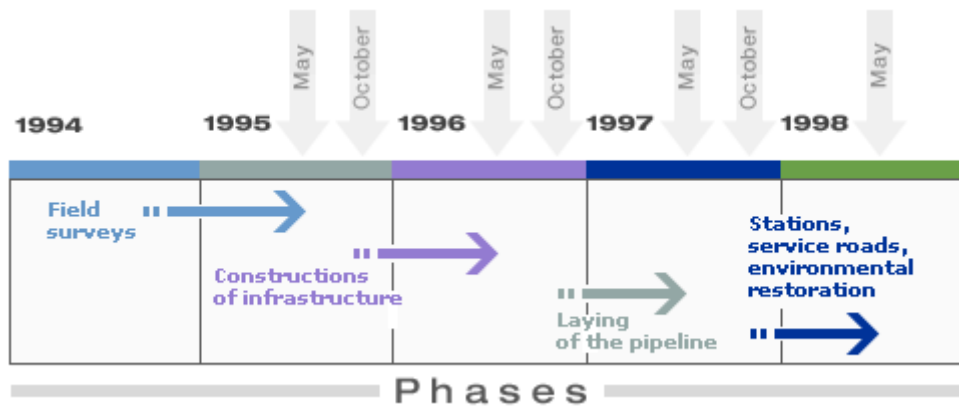 May
October
May
October
May
October
May
1994
1995
1996
1997
1998
Field
surveys
Constructions
of infrastructure
Laying
of the pipeline
Stations,
service roads,
environmental
restoration
Phases